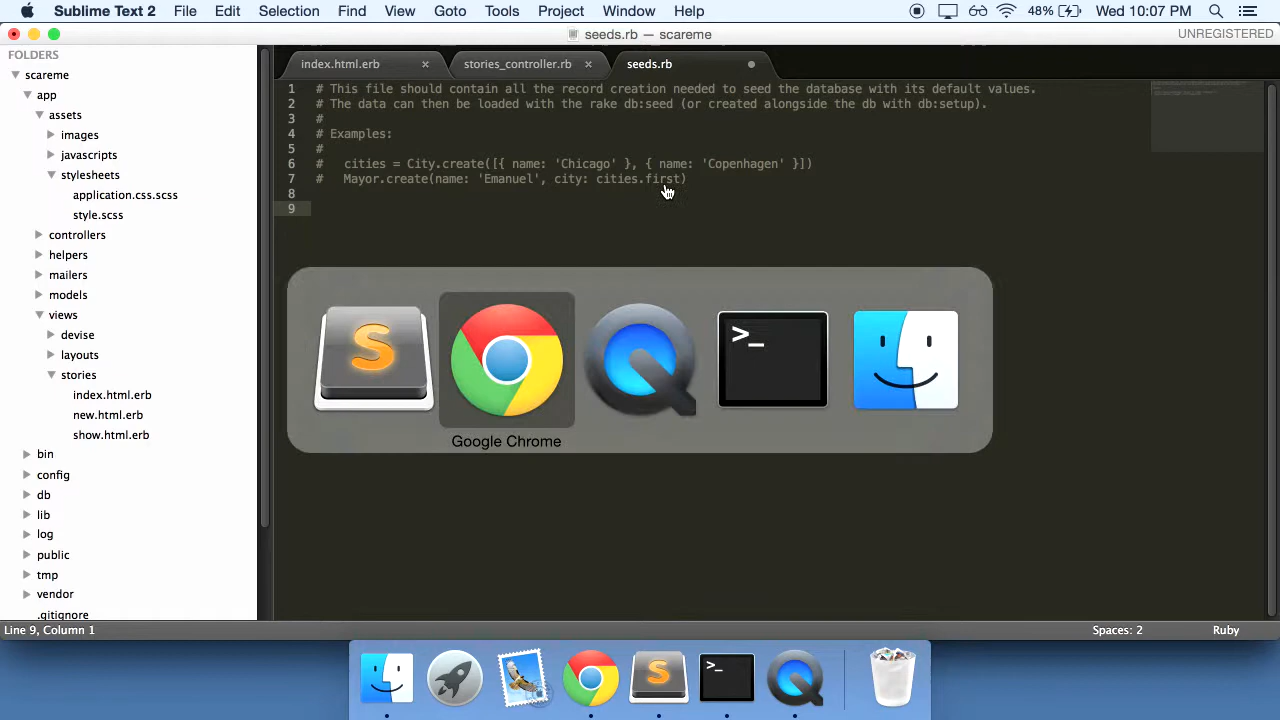 Sublime Text 2 File Edit Selection Find View Goto Tools Project Window Help 48% Wed 10:07 PM
seeds.rb — scareme UNREGISTERED
FOLDERS
scareme
app
assets
images
javascripts
stylesheets
application.css.scss
style.scss
controllers
helpers
mailers
models
views
devise
layouts
stories
index.html.erb
new.html.erb
show.html.erb
bin
config
db
lib
log
public
tmp
vendor
.gitignore
index.html.erb × stories_controller.rb × seeds.rb
1 # This file should contain all the record creation needed to seed the database with its default values.
2 # The data can then be loaded with the rake db:seed (or created alongside the db with db:setup).
3 #
4 # Examples:
5 #
6 #   cities = City.create([{ name: 'Chicago' }, { name: 'Copenhagen' }])
7 #   Mayor.create(name: 'Emanuel', city: cities.first)
8
9
S >_
Google Chrome
Line 9, Column 1 Spaces: 2 Ruby
S >_